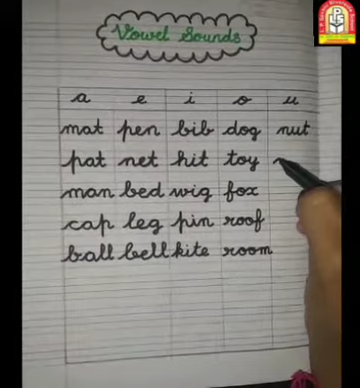 Vowel Sounds
a e i o u
mat pen bib dog nut
pat net hit toy
man bed wig fox
cap leg pin roof
ball bell kite room